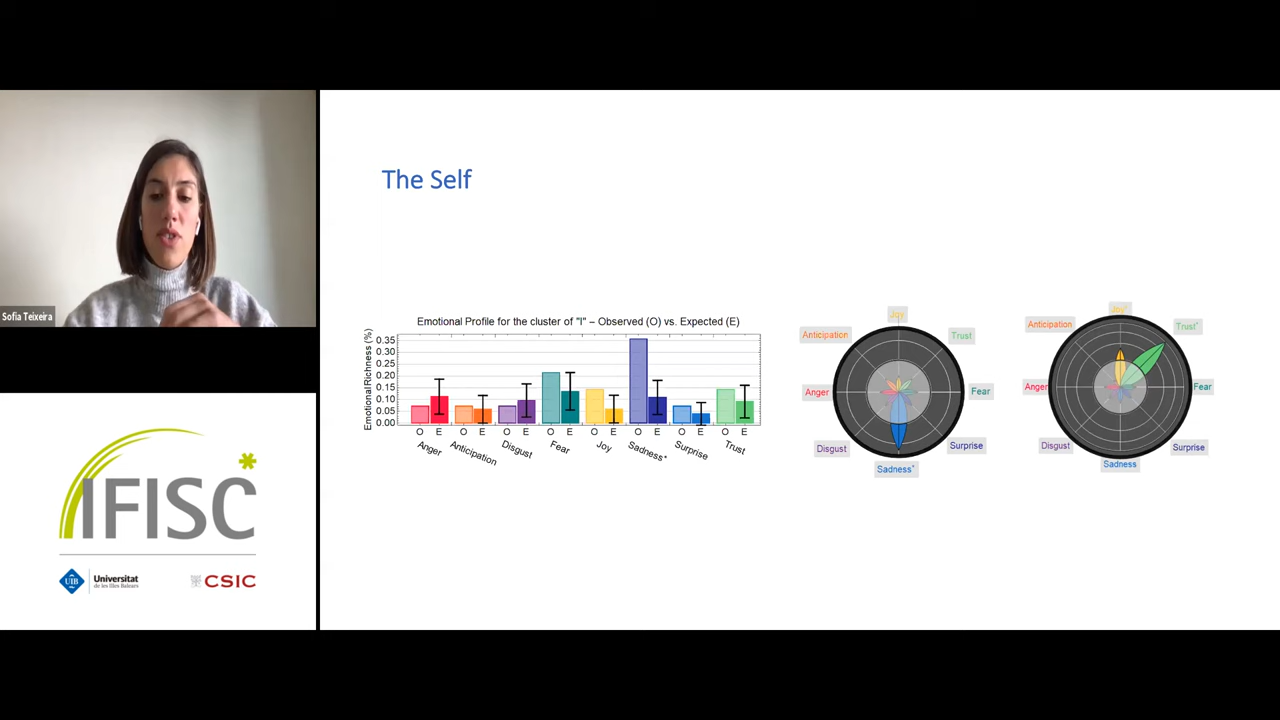 Sofia Teixeira
IFISC
UIB
Universitat
de les Illes Balears
CSIC
The Self
Emotional Profile for the cluster of "I" – Observed (O) vs. Expected (E)
Emotional Richness (%)
0.35
0.30
0.25
0.20
0.15
0.10
0.05
0.00
O E O E O E O E O E O E O E O E
Anger Anticipation Disgust Fear Joy Sadness* Surprise Trust
Joy
Anticipation Trust
Anger Fear
Disgust Surprise
Sadness*
Joy*
Anticipation Trust*
Anger Fear
Disgust Surprise
Sadness